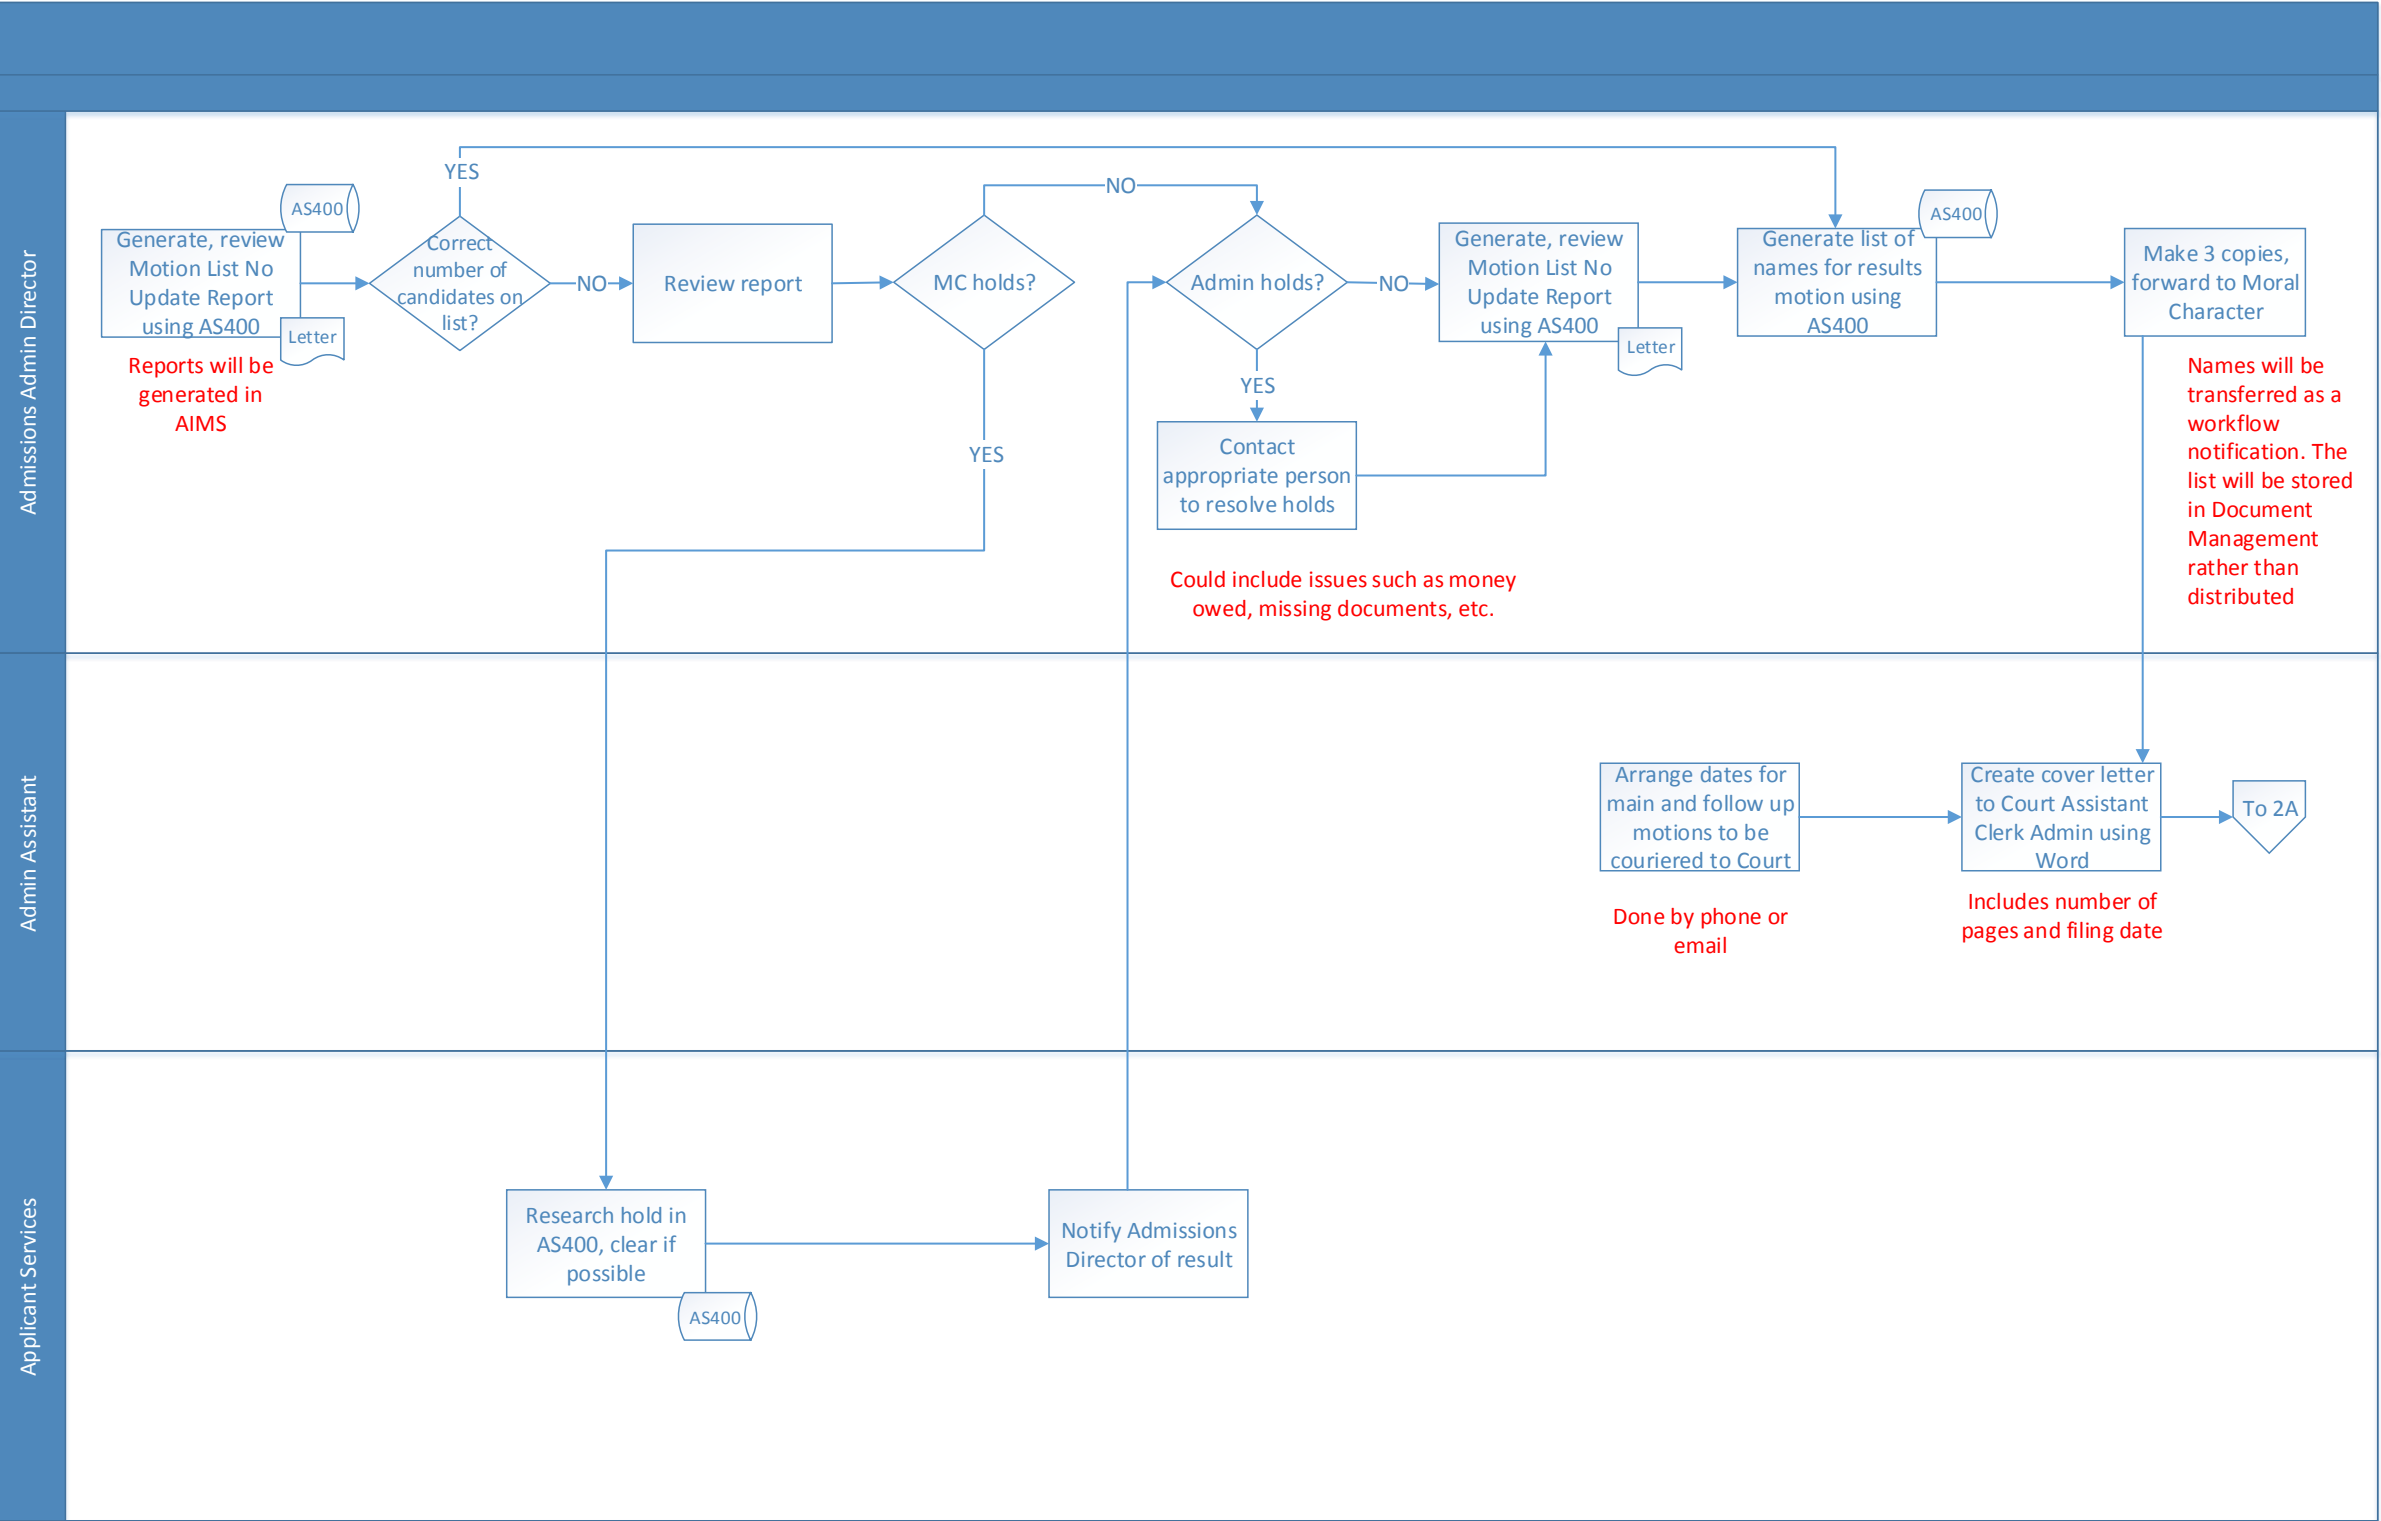 Admissions Admin Director
YES
AS400
Generate, review
Motion List No
Update Report
using AS400
Letter
Reports will be
generated in
AIMS
Correct
number of
candidates on
list?
NO
Review report
MC holds?
NO
YES
Admin holds?
NO
YES
Contact
appropriate person
to resolve holds
Could include issues such as money
owed, missing documents, etc.
Generate, review
Motion List No
Update Report
using AS400
Letter
AS400
Generate list of
names for results
motion using
AS400
Make 3 copies,
forward to Moral
Character
Names will be
transferred as a
workflow
notification. The
list will be stored
in Document
Management
rather than
distributed
Admin Assistant
Arrange dates for
main and follow up
motions to be
couriered to Court
Done by phone or
email
Create cover letter
to Court Assistant
Clerk Admin using
Word
Includes number of
pages and filing date
To 2A
Applicant Services
Research hold in
AS400, clear if
possible
AS400
Notify Admissions
Director of result